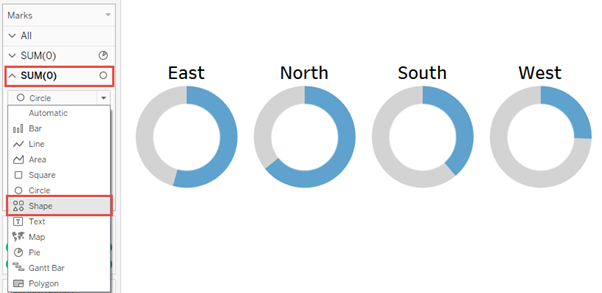 Marks
All
SUM(0)
SUM(0)
Circle
Automatic
Bar
Line
Area
Square
Circle
Shape
Text
Map
Pie
Gantt Bar
Polygon
East North South West